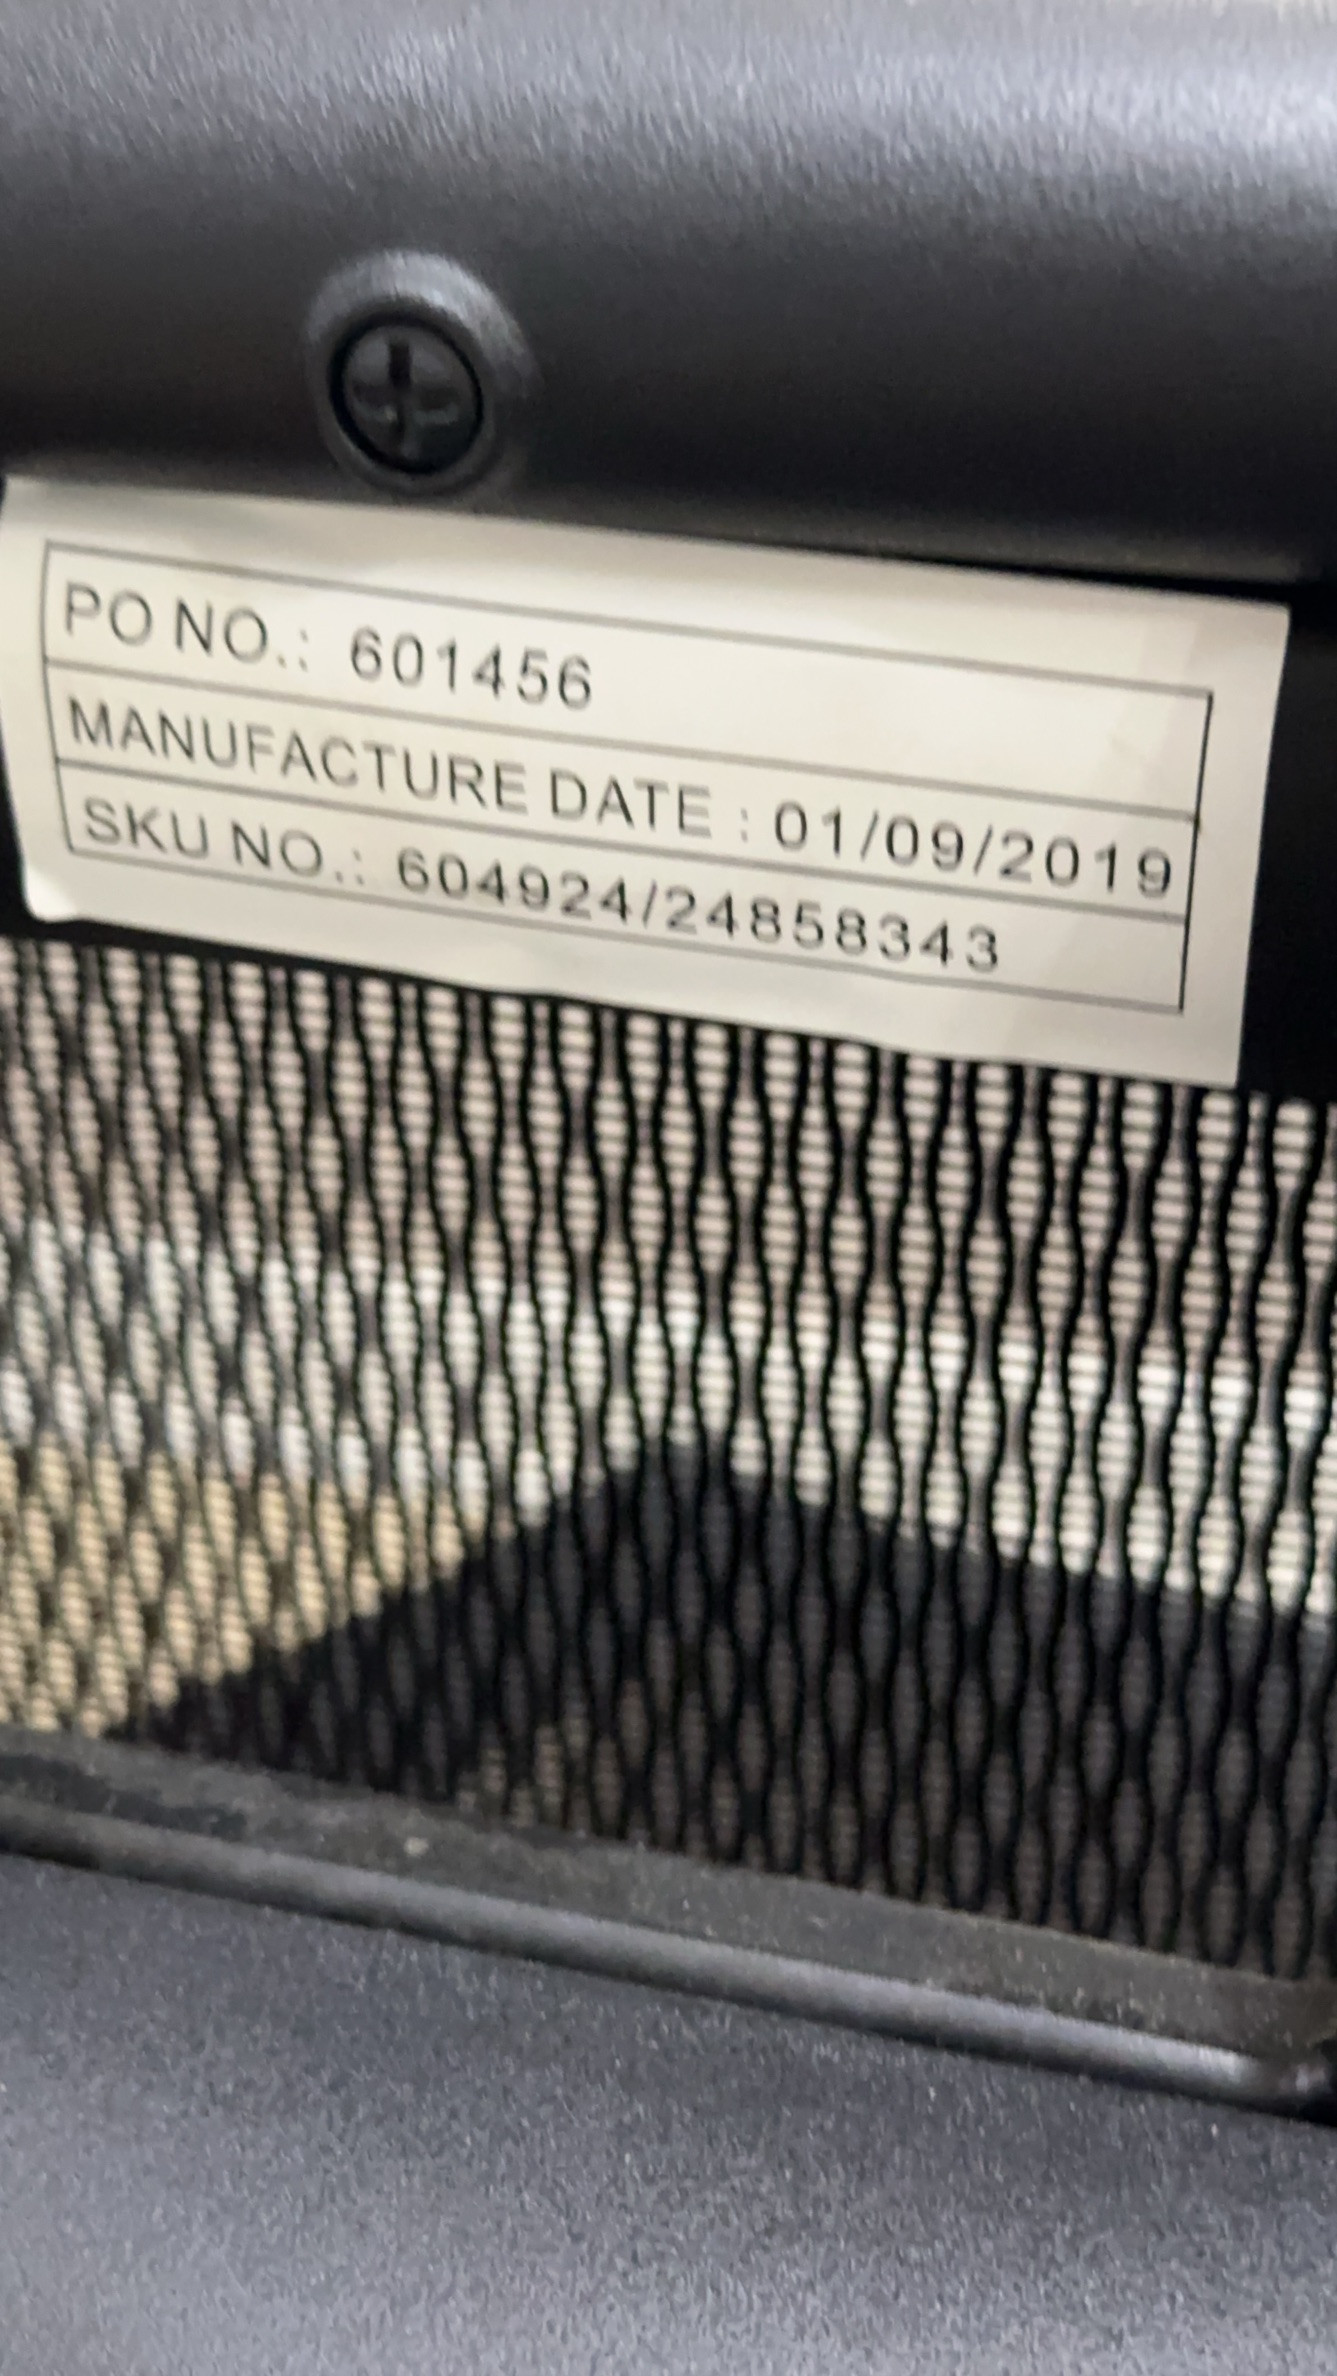 PO NO.: 601456
MANUFACTURE DATE : 01/09/2019
SKU NO.: 604924/24858343